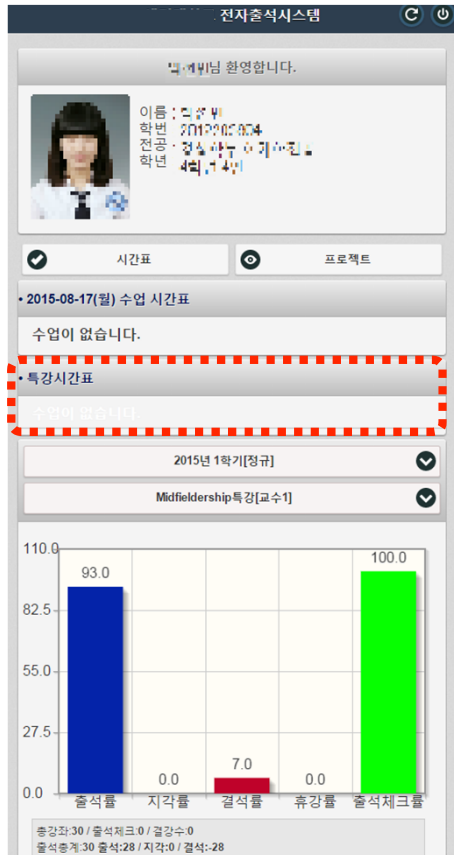 전자출석시스템
님 환영합니다.
이름 :
학번
전공 :
학년
시간표
프로젝트
• 2015-08-17(월) 수업 시간표
수업이 없습니다.
• 특강시간표
수업이 없습니다.
2015년 1학기[정규]
Midfieldership특강[교수1]
110.0
93.0
100.0
82.5
55.0
27.5
7.0
0.0
0.0
0.0
출석률 지각률 결석률 휴강률 출석체크률
총강좌:30 / 출석체크:0 / 결강수:0
출석총계:30 출석:28 / 지각:0 / 결석:-28